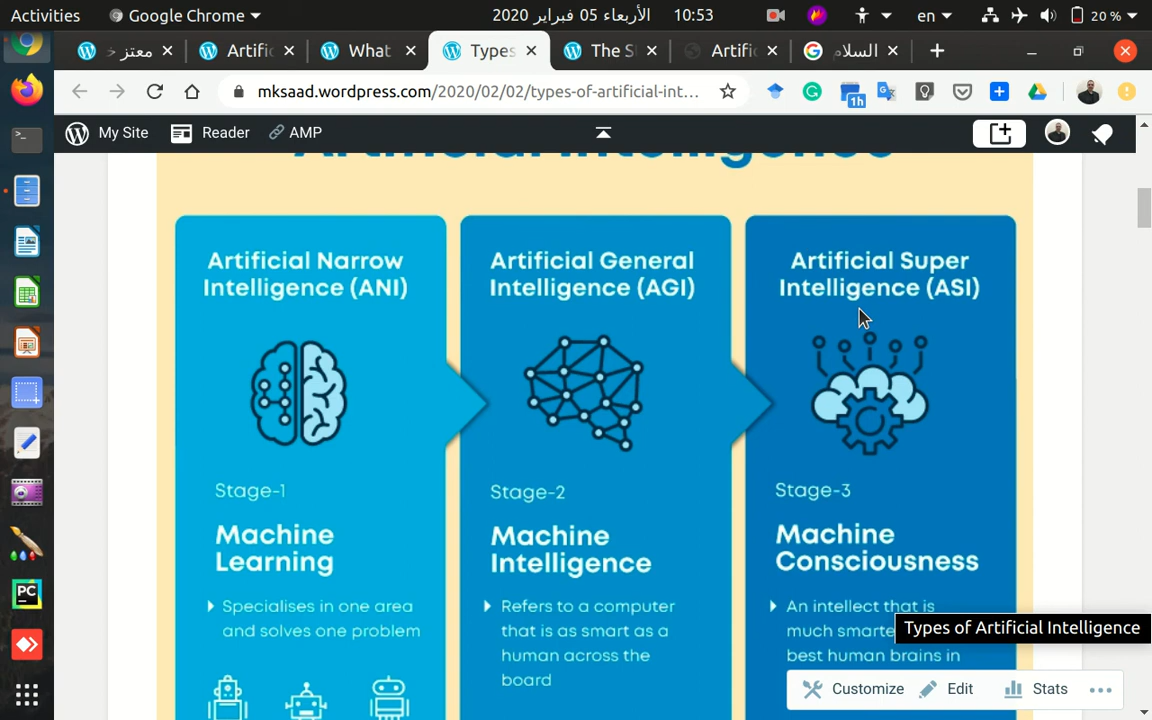 Activities
Google Chrome
الأربعاء 05 فبراير 2020
10:53
en
20 %
معتز
Artific
What
Types
The S
Artific
السلام
mksaad.wordpress.com/2020/02/02/types-of-artificial-int...
1h
My Site
Reader
AMP
Artificial Intelligence
Artificial Narrow
Intelligence (ANI)
Stage-1
Machine
Learning
Specialises in one area
and solves one problem
Artificial General
Intelligence (AGI)
Stage-2
Machine
Intelligence
Refers to a computer
that is as smart as a
human across the
board
Artificial Super
Intelligence (ASI)
Stage-3
Machine
Consciousness
An intellect that is
much smarte
best human brains in
Types of Artificial Intelligence
Customize
Edit
Stats
PC